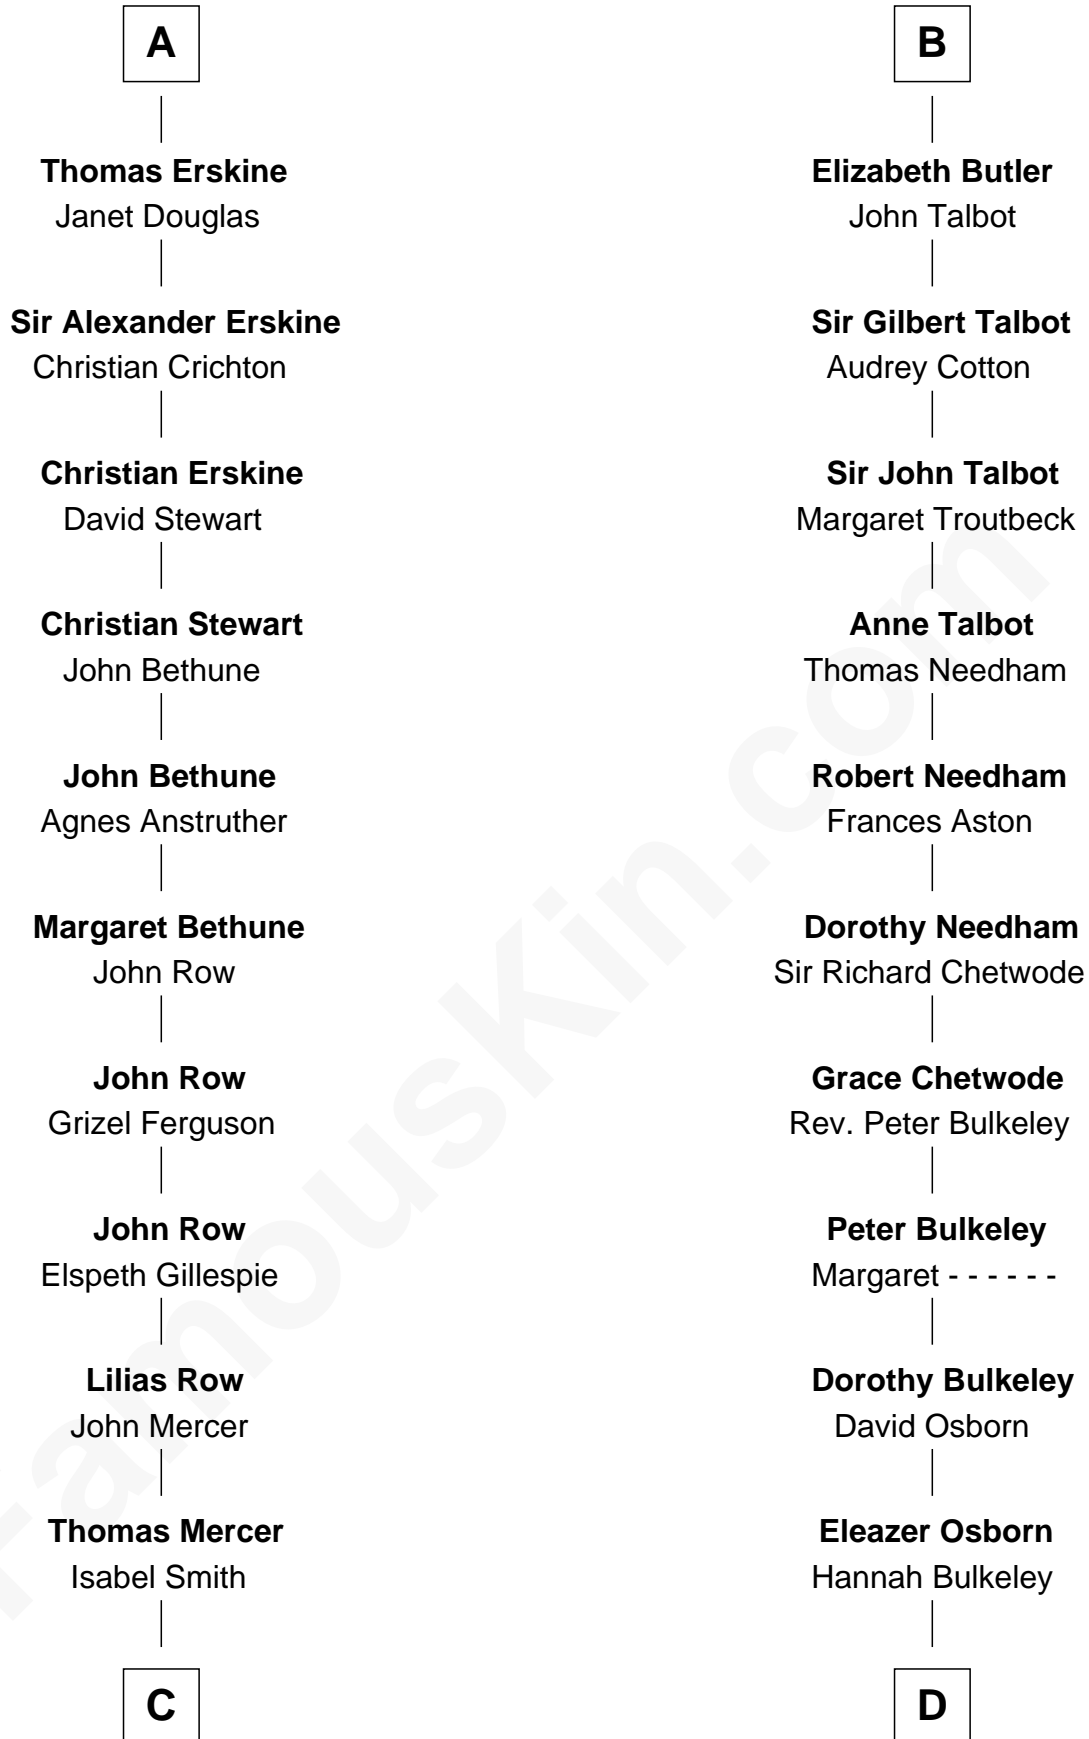 A
Thomas Erskine
Janet Douglas
Sir Alexander Erskine
Christian Crichton
Christian Erskine
David Stewart
Christian Stewart
John Bethune
John Bethune
Agnes Anstruther
Margaret Bethune
John Row
John Row
Grizel Ferguson
John Row
Elspeth Gillespie
Lilias Row
John Mercer
Thomas Mercer
Isabel Smith
C
B
Elizabeth Butler
John Talbot
Sir Gilbert Talbot
Audrey Cotton
Sir John Talbot
Margaret Troutbeck
Anne Talbot
Thomas Needham
Robert Needham
Frances Aston
Dorothy Needham
Sir Richard Chetwode
Grace Chetwode
Rev. Peter Bulkeley
Peter Bulkeley
Margaret - - - - - -
Dorothy Bulkeley
David Osborn
Eleazer Osborn
Hannah Bulkeley
D
FamousKin.com